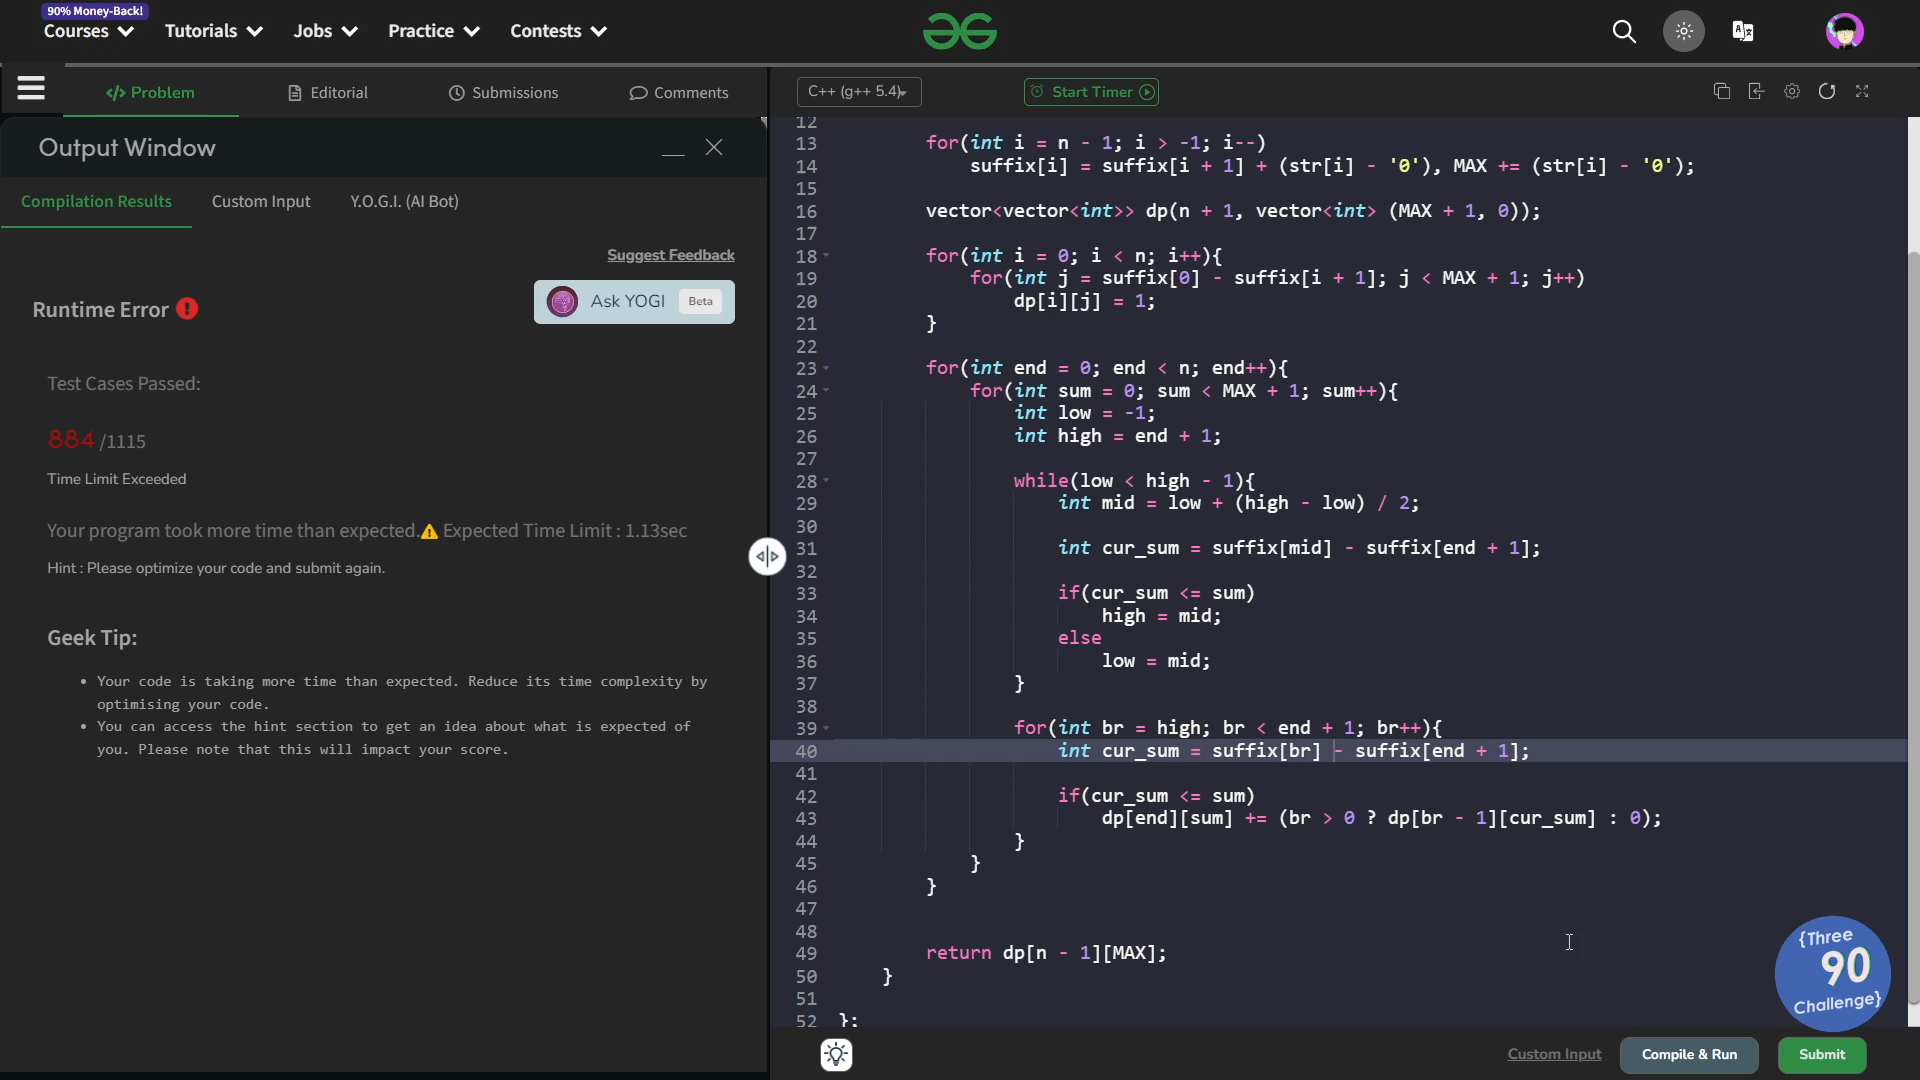 90% Money-Back!
Courses Tutorials Jobs Practice Contests
Problem Editorial Submissions Comments
Output Window
Compilation Results Custom Input Y.O.G.I. (AI Bot)
Suggest Feedback
Ask YOGI Beta
Runtime Error
Test Cases Passed:
884 /1115
Time Limit Exceeded
Your program took more time than expected. Expected Time Limit : 1.13sec
Hint : Please optimize your code and submit again.
Geek Tip:
• Your code is taking more time than expected. Reduce its time complexity by
optimising your code.
• You can access the hint section to get an idea about what is expected of
you. Please note that this will impact your score.
C++ (g++ 5.4) Start Timer
12
13 for(int i = n - 1; i > -1; i--)
14 suffix[i] = suffix[i + 1] + (str[i] - '0'), MAX += (str[i] - '0');
15
16 vector<vector<int>> dp(n + 1, vector<int> (MAX + 1, 0));
17
18 for(int i = 0; i < n; i++){
19 for(int j = suffix[0] - suffix[i + 1]; j < MAX + 1; j++)
20 dp[i][j] = 1;
21 }
22
23 for(int end = 0; end < n; end++){
24 for(int sum = 0; sum < MAX + 1; sum++){
25 int low = -1;
26 int high = end + 1;
27
28 while(low < high - 1){
29 int mid = low + (high - low) / 2;
30
31 int cur_sum = suffix[mid] - suffix[end + 1];
32
33 if(cur_sum <= sum)
34 high = mid;
35 else
36 low = mid;
37 }
38
39 for(int br = high; br < end + 1; br++){
40 int cur_sum = suffix[br] - suffix[end + 1];
41
42 if(cur_sum <= sum)
43 dp[end][sum] += (br > 0 ? dp[br - 1][cur_sum] : 0);
44 }
45 }
46 }
47
48
49 return dp[n - 1][MAX];
50 }
51
52 };
{Three
90
Challenge}
Custom Input Compile & Run Submit